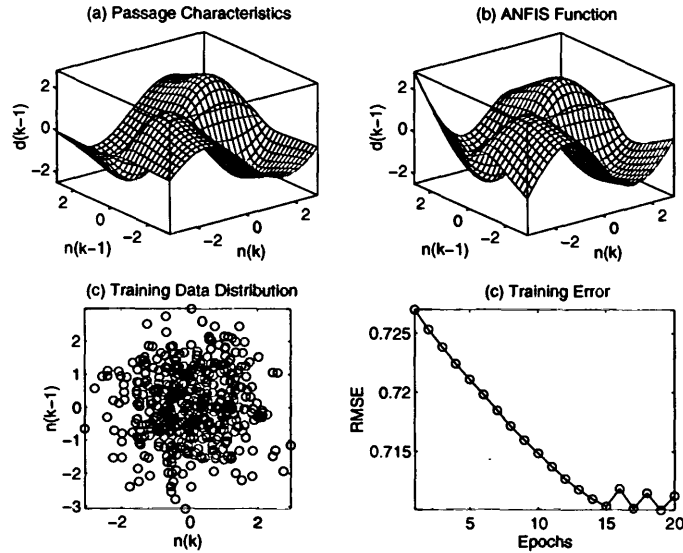 (a) Passage Characteristics
(b) ANFIS Function
d(k−1)
2
0
−2
2
0
−2
n(k−1)
−2
0
2
n(k)
d(k−1)
2
0
−2
2
0
−2
n(k−1)
−2
0
2
n(k)
(c) Training Data Distribution
(c) Training Error
n(k−1)
2
1
0
−1
−2
−3
−2
0
2
n(k)
RMSE
0.725
0.72
0.715
5
10
15
20
Epochs